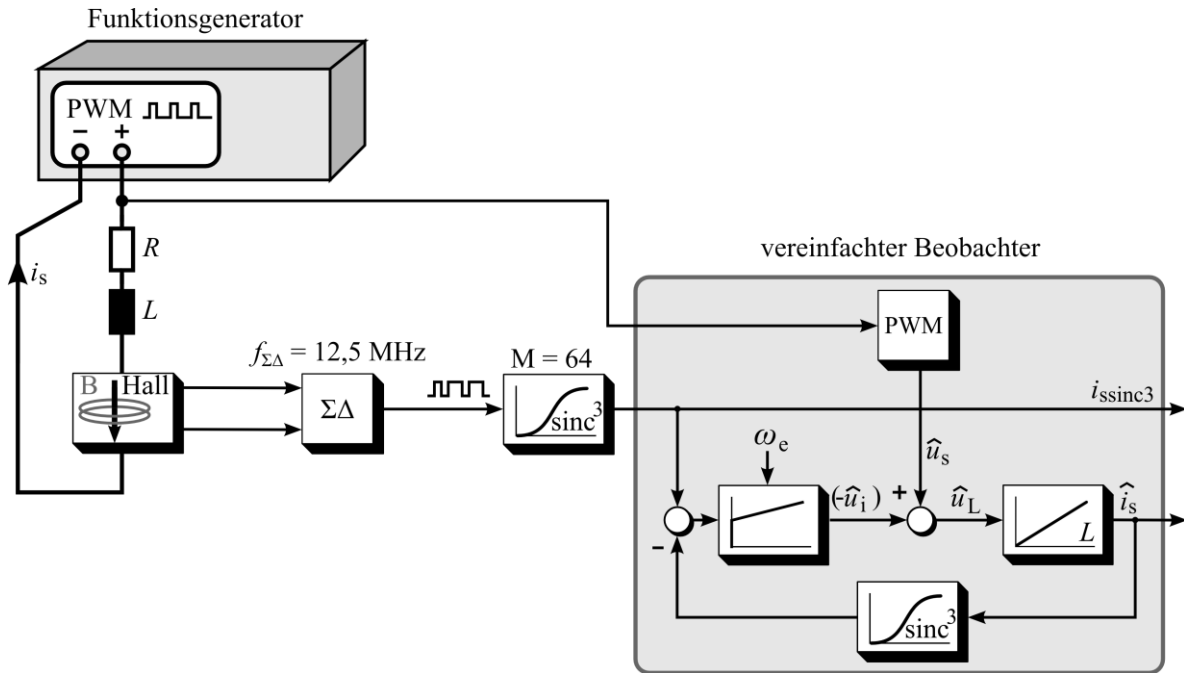 Funktionsgenerator
PWM
− +
R
i_s
L
vereinfachter Beobachter
PWM
f_ΣΔ = 12,5 MHz
M = 64
B Hall
ΣΔ
sinc³
i_ssinc3
ω_e
û_s
(-û_i)
+
û_L
î_s
L
-
sinc³